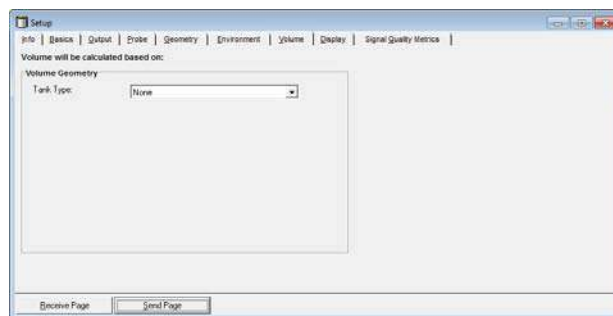 Setup
Info | Basics | Output | Probe | Geometry | Environment | Volume | Display | Signal Quality Metrics |
Volume will be calculated based on:
Volume Geometry
Tank Type: None
Receive Page Send Page